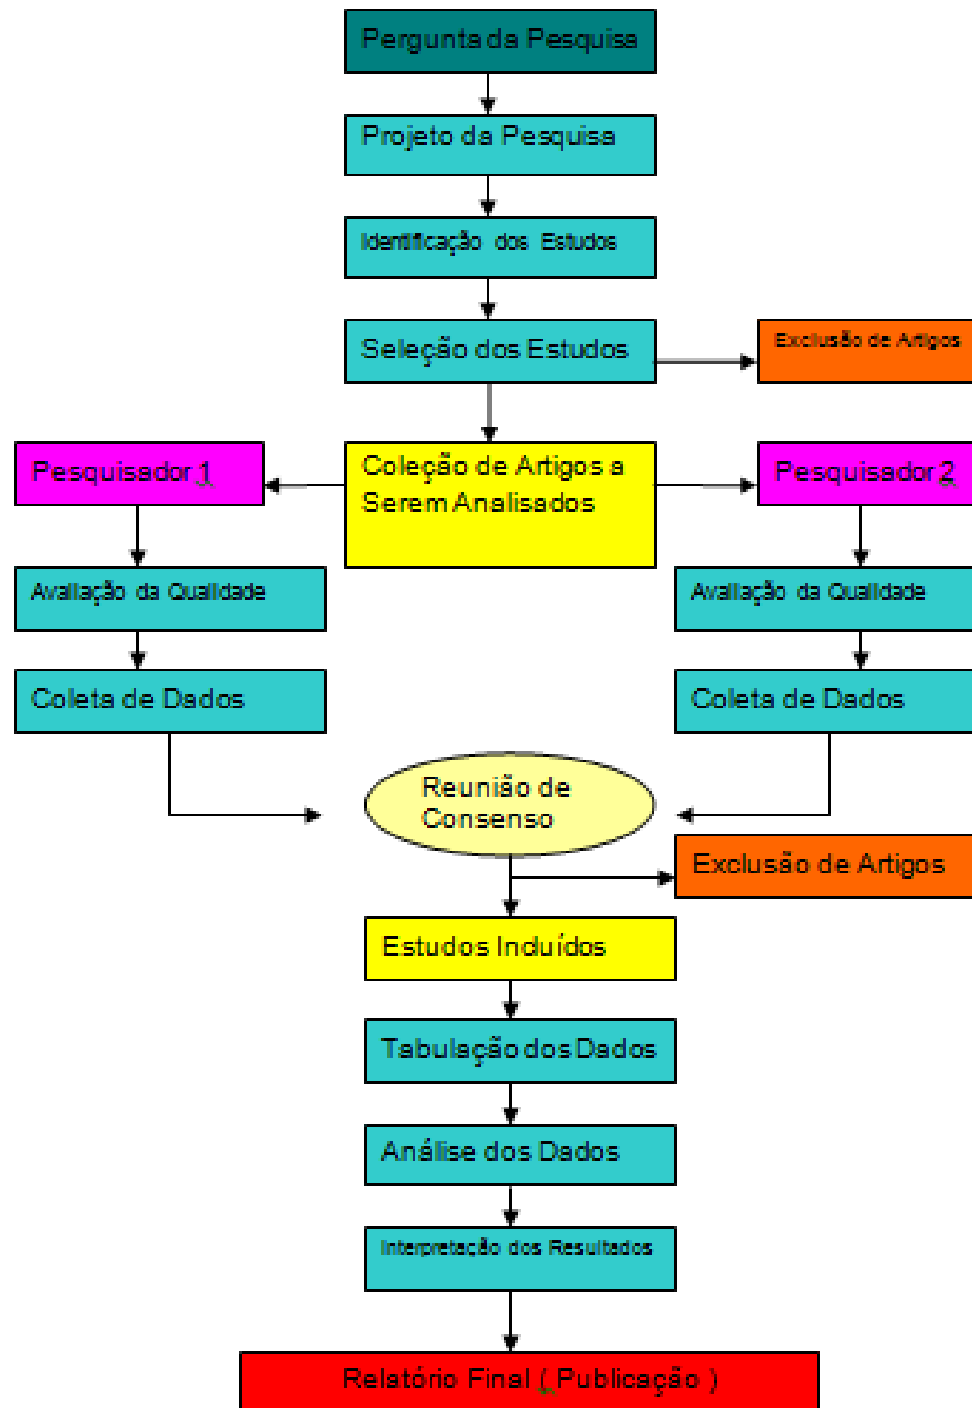 Pergunta da Pesquisa
Projeto da Pesquisa
Identificação dos Estudos
Seleção dos Estudos
Exclusão de Artigos
Pesquisador 1
Coleção de Artigos a
Serem Analisados
Pesquisador 2
Avaliação da Qualidade
Avaliação da Qualidade
Coleta de Dados
Coleta de Dados
Reunião de
Consenso
Exclusão de Artigos
Estudos Incluídos
Tabulação dos Dados
Análise dos Dados
Interpretação dos Resultados
Relatório Final ( Publicação )